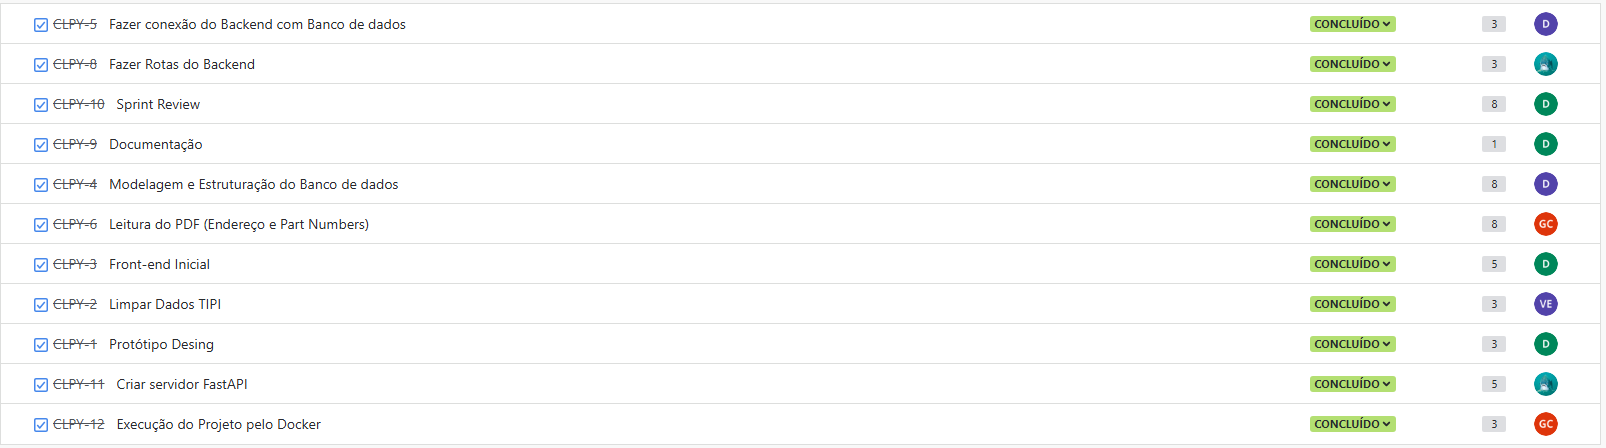 CLPY-5 Fazer conexão do Backend com Banco de dados CONCLUÍDO 3 D
CLPY-8 Fazer Rotas do Backend CONCLUÍDO 3
CLPY-10 Sprint Review CONCLUÍDO 8 D
CLPY-9 Documentação CONCLUÍDO 1 D
CLPY-4 Modelagem e Estruturação do Banco de dados CONCLUÍDO 8 D
CLPY-6 Leitura do PDF (Endereço e Part Numbers) CONCLUÍDO 8 GC
CLPY-3 Front-end Inicial CONCLUÍDO 5 D
CLPY-2 Limpar Dados TIPI CONCLUÍDO 3 VE
CLPY-1 Protótipo Desing CONCLUÍDO 3 D
CLPY-11 Criar servidor FastAPI CONCLUÍDO 5
CLPY-12 Execução do Projeto pelo Docker CONCLUÍDO 3 GC